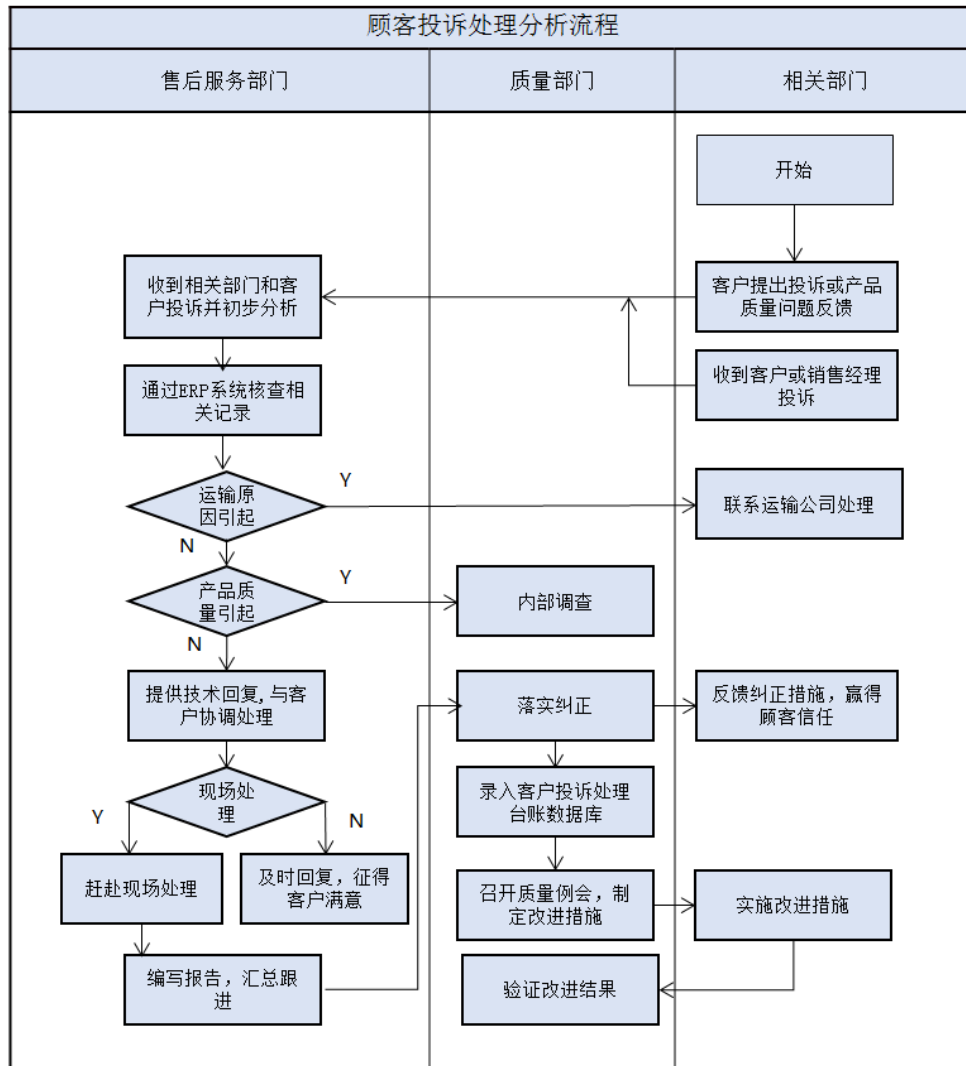 顾客投诉处理分析流程
售后服务部门
质量部门
相关部门
开始
收到相关部门和客
户投诉并初步分析
客户提出投诉或产品
质量问题反馈
通过ERP系统核查相
关记录
收到客户或销售经理
投诉
运输原
因引起
Y
联系运输公司处理
N
产品质
量引起
Y
内部调查
N
提供技术回复,与客
户协调处理
落实纠正
反馈纠正措施，赢得
顾客信任
现场处
理
Y
N
录入客户投诉处理
台账数据库
赶赴现场处理
及时回复，征得
客户满意
召开质量例会，制
定改进措施
实施改进措施
编写报告，汇总跟
进
验证改进结果